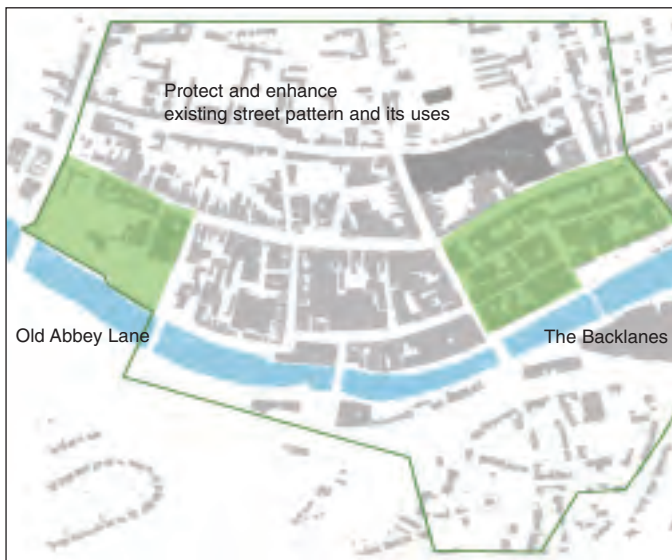 Protect and enhance
existing street pattern and its uses
Old Abbey Lane
The Backlanes